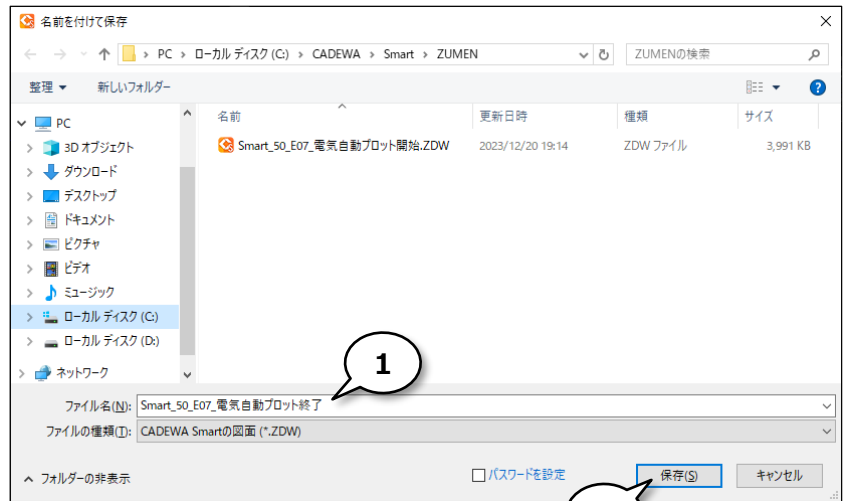 名前を付けて保存
PC > ローカル ディスク (C:) > CADEWA > Smart > ZUMEN ZUMENの検索
整理 新しいフォルダー
名前 更新日時 種類 サイズ
Smart_50_E07_電気自動プロット開始.ZDW 2023/12/20 19:14 ZDW ファイル 3,991 KB
PC
3D オブジェクト
ダウンロード
デスクトップ
ドキュメント
ピクチャ
ビデオ
ミュージック
ローカル ディスク (C:)
ローカル ディスク (D:)
ネットワーク
1
ファイル名(N): Smart_50_E07_電気自動プロット終了
ファイルの種類(T): CADEWA Smartの図面 (*.ZDW)
フォルダーの非表示 パスワードを設定 保存(S) キャンセル